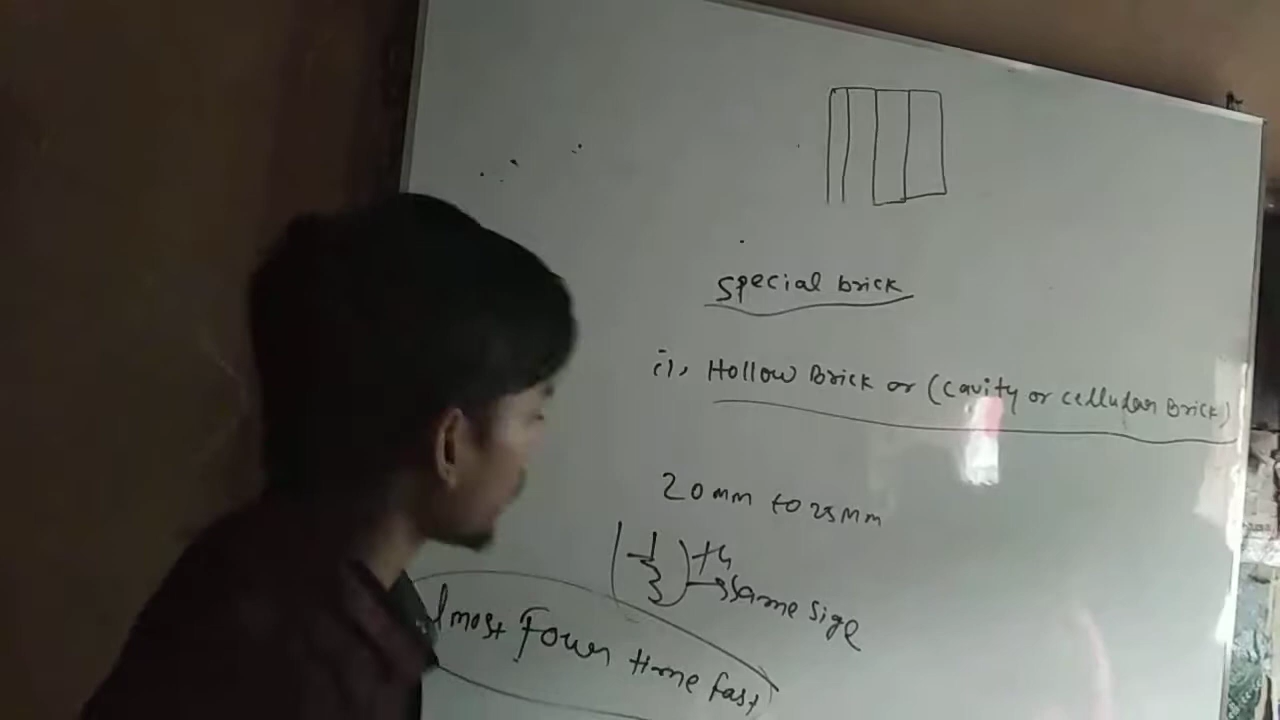 special brick
(i), Hollow Brick or (cavity or cellular Brick)
20mm to 25mm
(1/3)th → same size
lmost Four time fast